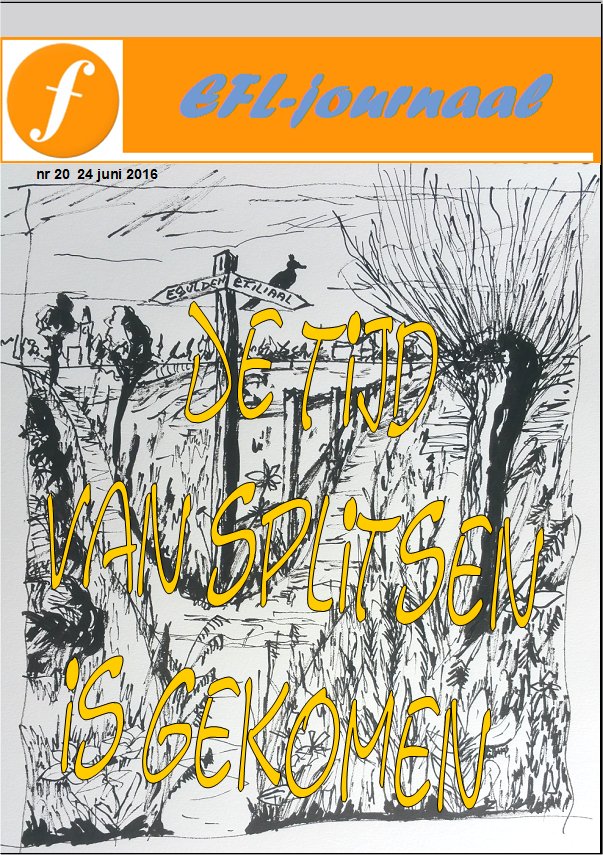 f
EFL-journaal
nr 20 24 juni 2016
EGULDEN EFILIAAL
DE TiJD
VAN SPLiTSEN
iS GEKOMEN